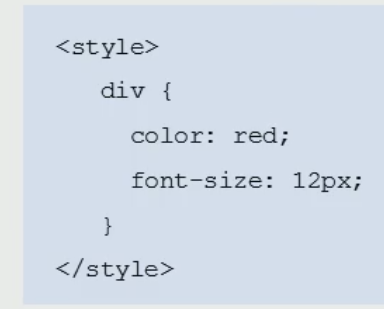 <style>
div {
color: red;
font-size: 12px;
}
</style>